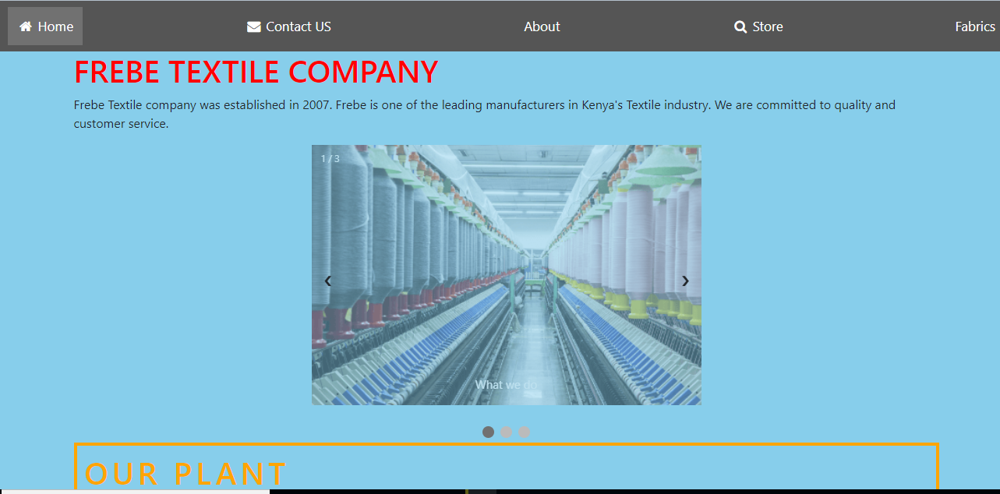 Home
Contact US
About
Store
Fabrics
FREBE TEXTILE COMPANY
Frebe Textile company was established in 2007. Frebe is one of the leading manufacturers in Kenya's Textile industry. We are committed to quality and
customer service.
1 / 3
❮ ❯
What we do
OUR PLANT